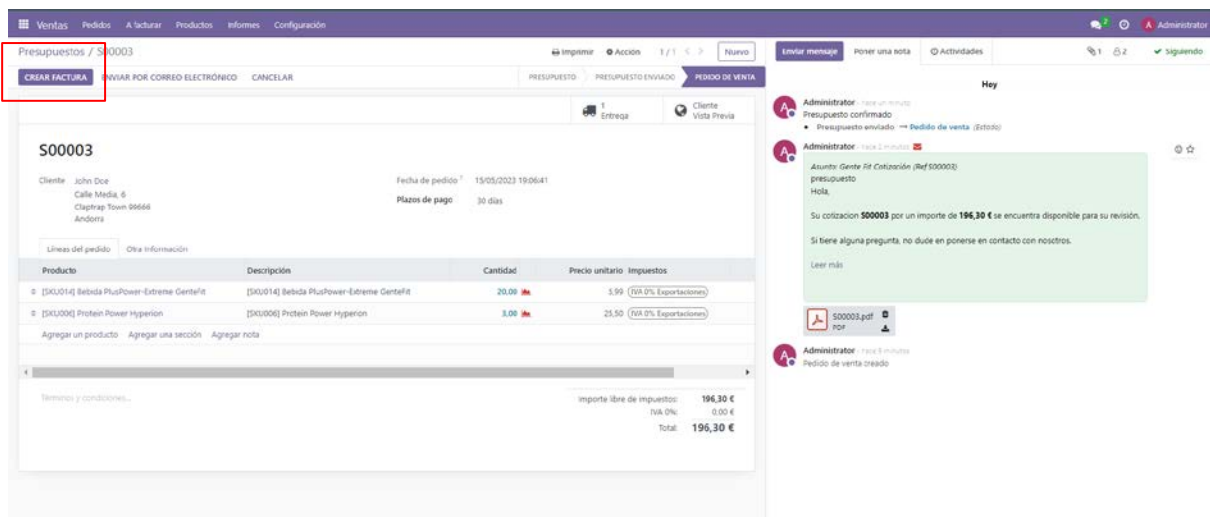 Ventas Pedidos A facturar Productos Informes Configuración 2 A Administrator
Presupuestos / S00003 Imprimir Acción 1 / 1 Nuevo
CREAR FACTURA ENVIAR POR CORREO ELECTRÓNICO CANCELAR PRESUPUESTO PRESUPUESTO ENVIADO PEDIDO DE VENTA
1 Entrega
Cliente Vista Previa
S00003
Cliente John Doe
Calle Media, 6
Claptrap Town 99666
Andorra
Fecha de pedido ? 15/05/2023 19:06:41
Plazos de pago 30 días
Líneas del pedido Otra Información
Producto Descripción Cantidad Precio unitario Impuestos
[SKU014] Bebida PlusPower-Extreme GenteFit [SKU014] Bebida PlusPower-Extreme GenteFit 20,00 5,99 (IVA 0% Exportaciones)
[SKU006] Protein Power Hyperion [SKU006] Protein Power Hyperion 3,00 25,50 (IVA 0% Exportaciones)
Agregar un producto Agregar una sección Agregar nota
Términos y condiciones...
Importe libre de impuestos: 196,30 €
IVA 0%: 0,00 €
Total: 196,30 €
Enviar mensaje Poner una nota Actividades 1 2 Siguiendo
Hoy
A Administrator - hace un minuto
Presupuesto confirmado
Presupuesto enviado → Pedido de venta (Estado)
A Administrator - hace 2 minutos
Asunto: Gente Fit Cotización (Ref S00003)
presupuesto
Hola,
Su cotizacion S00003 por un importe de 196,30 € se encuentra disponible para su revisión.
Si tiene alguna pregunta, no dude en ponerse en contacto con nosotros.
Leer más
S00003.pdf
PDF
A Administrator - hace minutos
Pedido de venta creado